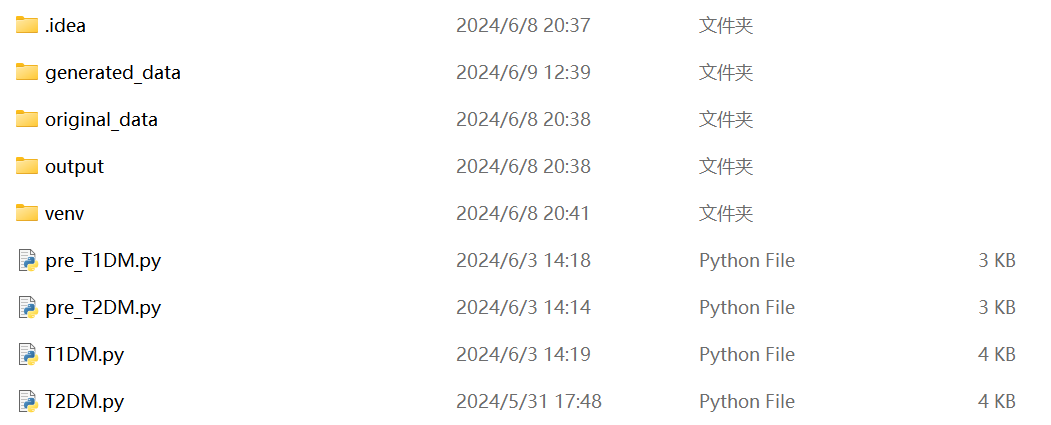 .idea 2024/6/8 20:37 文件夹
generated_data 2024/6/9 12:39 文件夹
original_data 2024/6/8 20:38 文件夹
output 2024/6/8 20:38 文件夹
venv 2024/6/8 20:41 文件夹
pre_T1DM.py 2024/6/3 14:18 Python File 3 KB
pre_T2DM.py 2024/6/3 14:14 Python File 3 KB
T1DM.py 2024/6/3 14:19 Python File 4 KB
T2DM.py 2024/5/31 17:48 Python File 4 KB